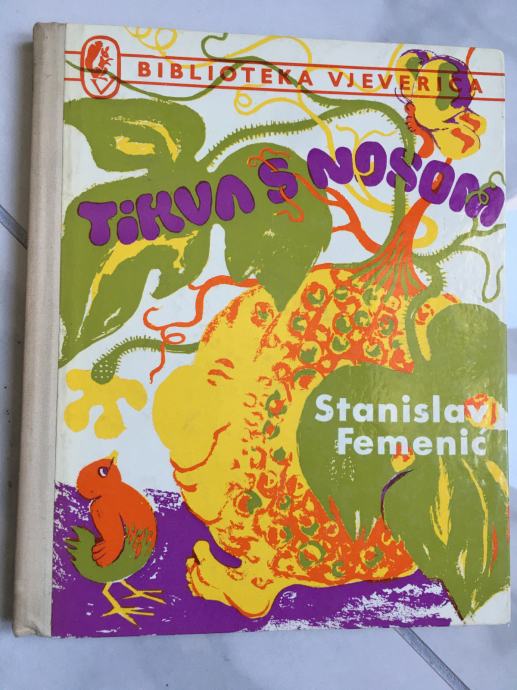 BIBLIOTEKA VJEVERICA
TIKVA S NOSOM
Stanislav
Femenić